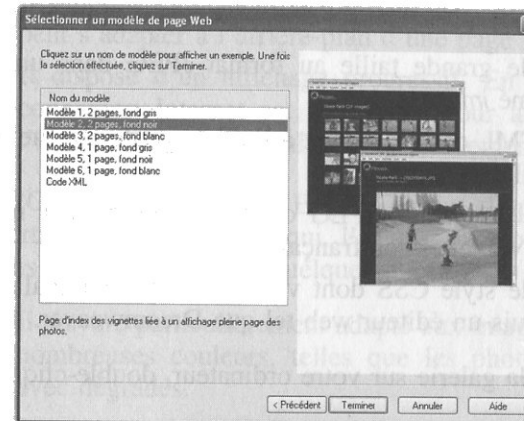 Sélectionner un modèle de page Web
Cliquez sur un nom de modèle pour afficher un exemple. Une fois
la sélection effectuée, cliquez sur Terminer.
Nom du modèle
Modèle 1, 2 pages, fond gris
Modèle 2, 2 pages, fond noir
Modèle 3, 2 pages, fond blanc
Modèle 4, 1 page, fond gris
Modèle 5, 1 page, fond noir
Modèle 6, 1 page, fond blanc
Code XML
Page d'index des vignettes liée à un affichage pleine page des
photos.
< Précédent
Terminer
Annuler
Aide